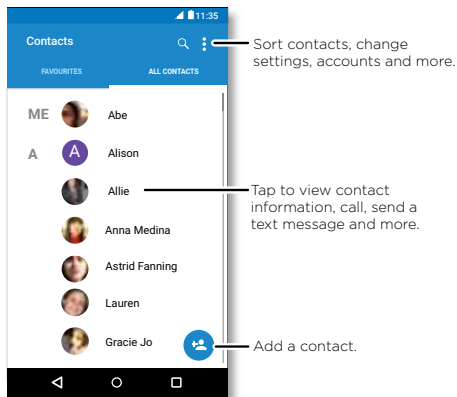 11:35
Contacts
FAVOURITES
ALL CONTACTS
Sort contacts, change
settings, accounts and more.
ME
Abe
A
A
Alison
Allie
Tap to view contact
information, call, send a
text message and more.
Anna Medina
Astrid Fanning
Lauren
Gracie Jo
Add a contact.